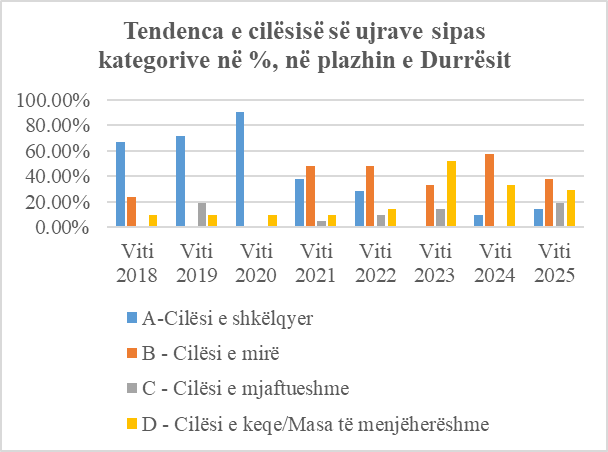 Tendenca e cilësisë së ujrave sipas
kategorive në %, në plazhin e Durrësit
100.00%
80.00%
60.00%
40.00%
20.00%
0.00%
Viti 2018
Viti 2019
Viti 2020
Viti 2021
Viti 2022
Viti 2023
Viti 2024
Viti 2025
A-Cilësi e shkëlqyer
B - Cilësi e mirë
C - Cilësi e mjaftueshme
D - Cilësi e keqe/Masa të menjëherëshme